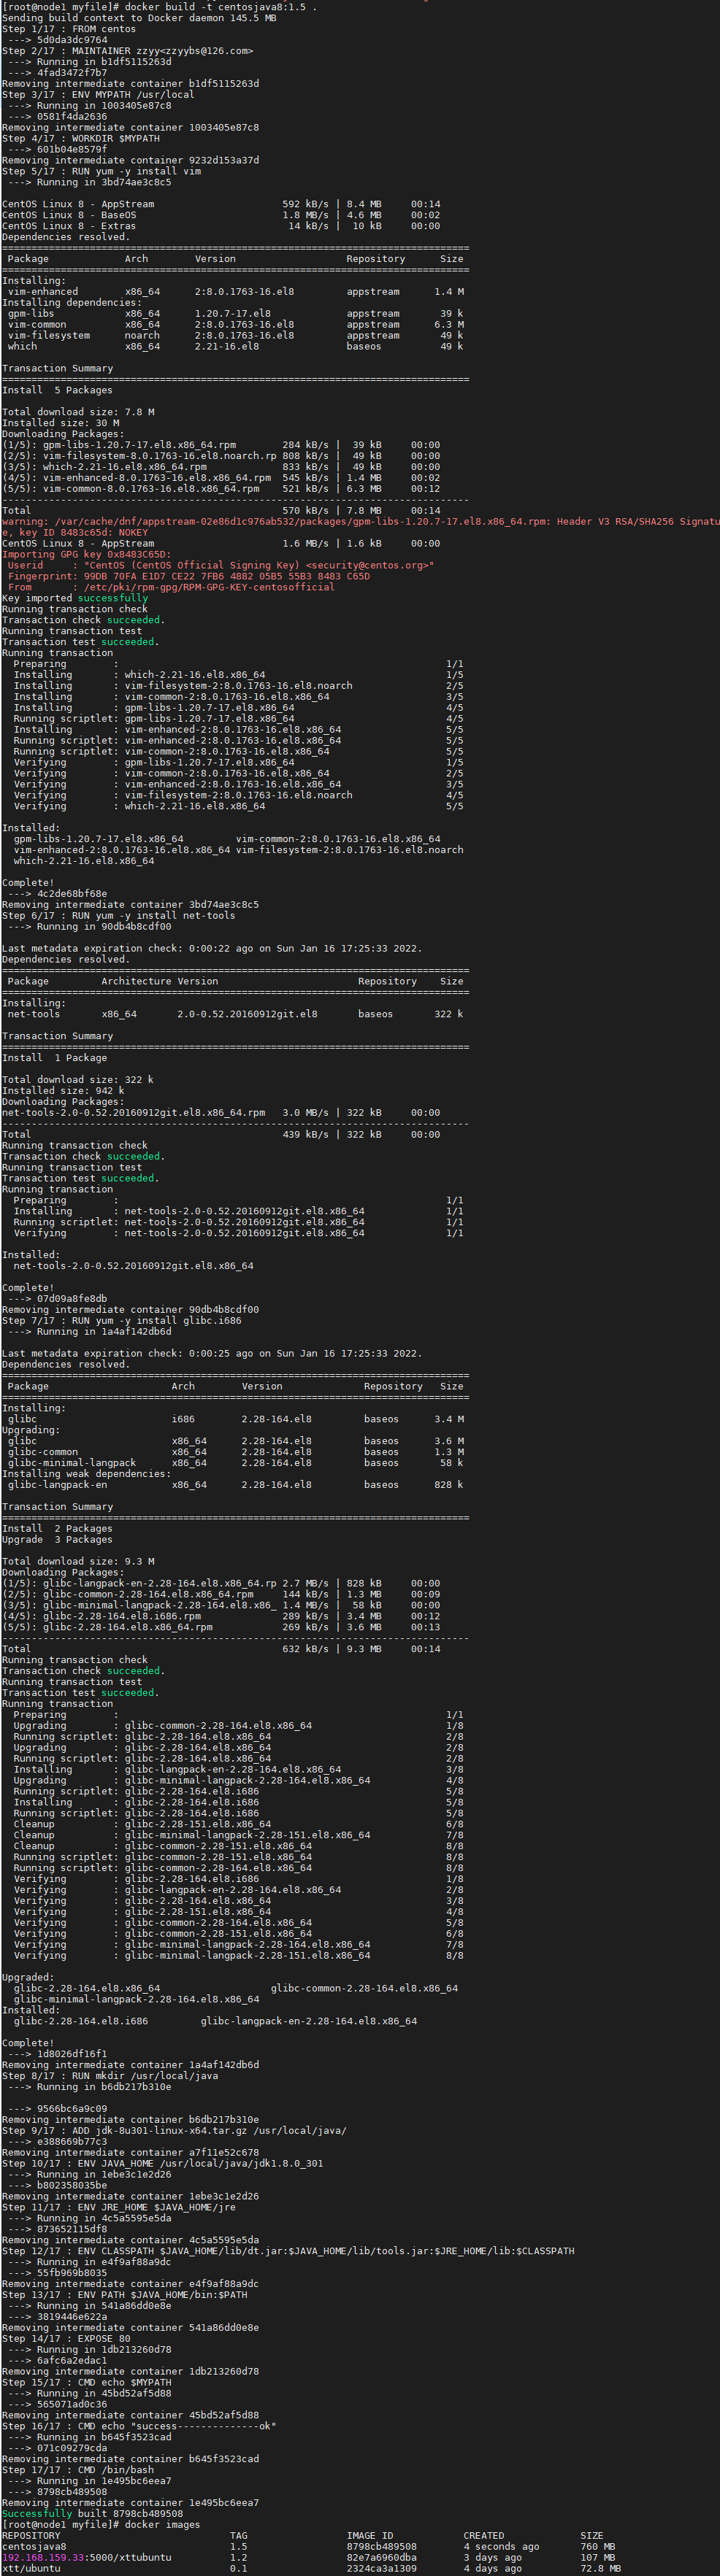 [root@node1 myfile]# docker build -t centosjava8:1.5 .
Sending build context to Docker daemon 145.5 MB
Step 1/17 : FROM centos
 ---> 5d0da3dc9764
Step 2/17 : MAINTAINER zzyy<zzyybs@126.com>
 ---> Running in b1df5115263d
 ---> 4fad3472f7b7
Removing intermediate container b1df5115263d
Step 3/17 : ENV MYPATH /usr/local
 ---> Running in 1003405e87c8
 ---> 0581f4da2636
Removing intermediate container 1003405e87c8
Step 4/17 : WORKDIR $MYPATH
 ---> 601b04e8579f
Removing intermediate container 9232d153a37d
Step 5/17 : RUN yum -y install vim
 ---> Running in 3bd74ae3c8c5
CentOS Linux 8 - AppStream                      592 kB/s | 8.4 MB     00:14
CentOS Linux 8 - BaseOS                         1.8 MB/s | 4.6 MB     00:02
CentOS Linux 8 - Extras                          14 kB/s |  10 kB     00:00
Dependencies resolved.
================================================================================
 Package             Arch        Version                   Repository      Size
================================================================================
Installing:
 vim-enhanced        x86_64      2:8.0.1763-16.el8         appstream      1.4 M
Installing dependencies:
 gpm-libs            x86_64      1.20.7-17.el8             appstream       39 k
 vim-common          x86_64      2:8.0.1763-16.el8         appstream      6.3 M
 vim-filesystem      noarch      2:8.0.1763-16.el8         appstream       49 k
 which               x86_64      2.21-16.el8               baseos          49 k
Transaction Summary
================================================================================
Install  5 Packages
Total download size: 7.8 M
Installed size: 30 M
Downloading Packages:
(1/5): gpm-libs-1.20.7-17.el8.x86_64.rpm        284 kB/s |  39 kB     00:00
(2/5): vim-filesystem-8.0.1763-16.el8.noarch.rp 808 kB/s |  49 kB     00:00
(3/5): which-2.21-16.el8.x86_64.rpm             833 kB/s |  49 kB     00:00
(4/5): vim-enhanced-8.0.1763-16.el8.x86_64.rpm  545 kB/s | 1.4 MB     00:02
(5/5): vim-common-8.0.1763-16.el8.x86_64.rpm    521 kB/s | 6.3 MB     00:12
--------------------------------------------------------------------------------
Total                                           570 kB/s | 7.8 MB     00:14
warning: /var/cache/dnf/appstream-02e86d1c976ab532/packages/gpm-libs-1.20.7-17.el8.x86_64.rpm: Header V3 RSA/SHA256 Signatu
re, key ID 8483c65d: NOKEY
CentOS Linux 8 - AppStream                      1.6 MB/s | 1.6 kB     00:00
Importing GPG key 0x8483C65D:
 Userid     : "CentOS (CentOS Official Signing Key) <security@centos.org>"
 Fingerprint: 99DB 70FA E1D7 CE22 7FB6 4882 05B5 55B3 8483 C65D
 From       : /etc/pki/rpm-gpg/RPM-GPG-KEY-centosofficial
Key imported successfully
Running transaction check
Transaction check succeeded.
Running transaction test
Transaction test succeeded.
Running transaction
  Preparing        :                                                        1/1
  Installing       : which-2.21-16.el8.x86_64                               1/5
  Installing       : vim-filesystem-2:8.0.1763-16.el8.noarch                2/5
  Installing       : vim-common-2:8.0.1763-16.el8.x86_64                    3/5
  Installing       : gpm-libs-1.20.7-17.el8.x86_64                          4/5
  Running scriptlet: gpm-libs-1.20.7-17.el8.x86_64                          4/5
  Installing       : vim-enhanced-2:8.0.1763-16.el8.x86_64                  5/5
  Running scriptlet: vim-enhanced-2:8.0.1763-16.el8.x86_64                  5/5
  Running scriptlet: vim-common-2:8.0.1763-16.el8.x86_64                    5/5
  Verifying        : gpm-libs-1.20.7-17.el8.x86_64                          1/5
  Verifying        : vim-common-2:8.0.1763-16.el8.x86_64                    2/5
  Verifying        : vim-enhanced-2:8.0.1763-16.el8.x86_64                  3/5
  Verifying        : vim-filesystem-2:8.0.1763-16.el8.noarch                4/5
  Verifying        : which-2.21-16.el8.x86_64                               5/5
Installed:
  gpm-libs-1.20.7-17.el8.x86_64         vim-common-2:8.0.1763-16.el8.x86_64
  vim-enhanced-2:8.0.1763-16.el8.x86_64 vim-filesystem-2:8.0.1763-16.el8.noarch
  which-2.21-16.el8.x86_64
Complete!
 ---> 4c2de68bf68e
Removing intermediate container 3bd74ae3c8c5
Step 6/17 : RUN yum -y install net-tools
 ---> Running in 90db4b8cdf00
Last metadata expiration check: 0:00:22 ago on Sun Jan 16 17:25:33 2022.
Dependencies resolved.
================================================================================
 Package         Architecture Version                        Repository    Size
================================================================================
Installing:
 net-tools       x86_64       2.0-0.52.20160912git.el8       baseos       322 k
Transaction Summary
================================================================================
Install  1 Package
Total download size: 322 k
Installed size: 942 k
Downloading Packages:
net-tools-2.0-0.52.20160912git.el8.x86_64.rpm   3.0 MB/s | 322 kB     00:00
--------------------------------------------------------------------------------
Total                                           439 kB/s | 322 kB     00:00
Running transaction check
Transaction check succeeded.
Running transaction test
Transaction test succeeded.
Running transaction
  Preparing        :                                                        1/1
  Installing       : net-tools-2.0-0.52.20160912git.el8.x86_64              1/1
  Running scriptlet: net-tools-2.0-0.52.20160912git.el8.x86_64              1/1
  Verifying        : net-tools-2.0-0.52.20160912git.el8.x86_64              1/1
Installed:
  net-tools-2.0-0.52.20160912git.el8.x86_64
Complete!
 ---> 07d09a8fe8db
Removing intermediate container 90db4b8cdf00
Step 7/17 : RUN yum -y install glibc.i686
 ---> Running in 1a4af142db6d
Last metadata expiration check: 0:00:25 ago on Sun Jan 16 17:25:33 2022.
Dependencies resolved.
================================================================================
 Package                     Arch        Version              Repository   Size
================================================================================
Installing:
 glibc                       i686        2.28-164.el8         baseos      3.4 M
Upgrading:
 glibc                       x86_64      2.28-164.el8         baseos      3.6 M
 glibc-common                x86_64      2.28-164.el8         baseos      1.3 M
 glibc-minimal-langpack      x86_64      2.28-164.el8         baseos       58 k
Installing weak dependencies:
 glibc-langpack-en           x86_64      2.28-164.el8         baseos      828 k
Transaction Summary
================================================================================
Install  2 Packages
Upgrade  3 Packages
Total download size: 9.3 M
Downloading Packages:
(1/5): glibc-langpack-en-2.28-164.el8.x86_64.rp 2.7 MB/s | 828 kB     00:00
(2/5): glibc-common-2.28-164.el8.x86_64.rpm     144 kB/s | 1.3 MB     00:09
(3/5): glibc-minimal-langpack-2.28-164.el8.x86_ 1.4 MB/s |  58 kB     00:00
(4/5): glibc-2.28-164.el8.i686.rpm              289 kB/s | 3.4 MB     00:12
(5/5): glibc-2.28-164.el8.x86_64.rpm            269 kB/s | 3.6 MB     00:13
--------------------------------------------------------------------------------
Total                                           632 kB/s | 9.3 MB     00:14
Running transaction check
Transaction check succeeded.
Running transaction test
Transaction test succeeded.
Running transaction
  Preparing        :                                                        1/1
  Upgrading        : glibc-common-2.28-164.el8.x86_64                       1/8
  Running scriptlet: glibc-2.28-164.el8.x86_64                              2/8
  Upgrading        : glibc-2.28-164.el8.x86_64                              2/8
  Running scriptlet: glibc-2.28-164.el8.x86_64                              2/8
  Installing       : glibc-langpack-en-2.28-164.el8.x86_64                  3/8
  Upgrading        : glibc-minimal-langpack-2.28-164.el8.x86_64             4/8
  Running scriptlet: glibc-2.28-164.el8.i686                                5/8
  Installing       : glibc-2.28-164.el8.i686                                5/8
  Running scriptlet: glibc-2.28-164.el8.i686                                5/8
  Cleanup          : glibc-2.28-151.el8.x86_64                              6/8
  Cleanup          : glibc-minimal-langpack-2.28-151.el8.x86_64             7/8
  Cleanup          : glibc-common-2.28-151.el8.x86_64                       8/8
  Running scriptlet: glibc-common-2.28-151.el8.x86_64                       8/8
  Running scriptlet: glibc-common-2.28-164.el8.x86_64                       8/8
  Verifying        : glibc-2.28-164.el8.i686                                1/8
  Verifying        : glibc-langpack-en-2.28-164.el8.x86_64                  2/8
  Verifying        : glibc-2.28-164.el8.x86_64                              3/8
  Verifying        : glibc-2.28-151.el8.x86_64                              4/8
  Verifying        : glibc-common-2.28-164.el8.x86_64                       5/8
  Verifying        : glibc-common-2.28-151.el8.x86_64                       6/8
  Verifying        : glibc-minimal-langpack-2.28-164.el8.x86_64             7/8
  Verifying        : glibc-minimal-langpack-2.28-151.el8.x86_64             8/8
Upgraded:
  glibc-2.28-164.el8.x86_64                   glibc-common-2.28-164.el8.x86_64
  glibc-minimal-langpack-2.28-164.el8.x86_64
Installed:
  glibc-2.28-164.el8.i686         glibc-langpack-en-2.28-164.el8.x86_64
Complete!
 ---> 1d8026df16f1
Removing intermediate container 1a4af142db6d
Step 8/17 : RUN mkdir /usr/local/java
 ---> Running in b6db217b310e
 ---> 9566bc6a9c09
Removing intermediate container b6db217b310e
Step 9/17 : ADD jdk-8u301-linux-x64.tar.gz /usr/local/java/
 ---> e388669b77c3
Removing intermediate container a7f11e52c678
Step 10/17 : ENV JAVA_HOME /usr/local/java/jdk1.8.0_301
 ---> Running in 1ebe3c1e2d26
 ---> b802358035be
Removing intermediate container 1ebe3c1e2d26
Step 11/17 : ENV JRE_HOME $JAVA_HOME/jre
 ---> Running in 4c5a5595e5da
 ---> 873652115df8
Removing intermediate container 4c5a5595e5da
Step 12/17 : ENV CLASSPATH $JAVA_HOME/lib/dt.jar:$JAVA_HOME/lib/tools.jar:$JRE_HOME/lib:$CLASSPATH
 ---> Running in e4f9af88a9dc
 ---> 55fb969b8035
Removing intermediate container e4f9af88a9dc
Step 13/17 : ENV PATH $JAVA_HOME/bin:$PATH
 ---> Running in 541a86dd0e8e
 ---> 3819446e622a
Removing intermediate container 541a86dd0e8e
Step 14/17 : EXPOSE 80
 ---> Running in 1db213260d78
 ---> 6afc6a2edac1
Removing intermediate container 1db213260d78
Step 15/17 : CMD echo $MYPATH
 ---> Running in 45bd52af5d88
 ---> 565071ad0c36
Removing intermediate container 45bd52af5d88
Step 16/17 : CMD echo "success--------------ok"
 ---> Running in b645f3523cad
 ---> 071c09279cda
Removing intermediate container b645f3523cad
Step 17/17 : CMD /bin/bash
 ---> Running in 1e495bc6eea7
 ---> 8798cb489508
Removing intermediate container 1e495bc6eea7
Successfully built 8798cb489508
[root@node1 myfile]# docker images
REPOSITORY                             TAG                 IMAGE ID            CREATED             SIZE
centosjava8                            1.5                 8798cb489508        4 seconds ago       760 MB
192.168.159.33:5000/xttubuntu          1.2                 82e7a6960dba        3 days ago          107 MB
xtt/ubuntu                             0.1                 2324ca3a1309        4 days ago          72.8 MB